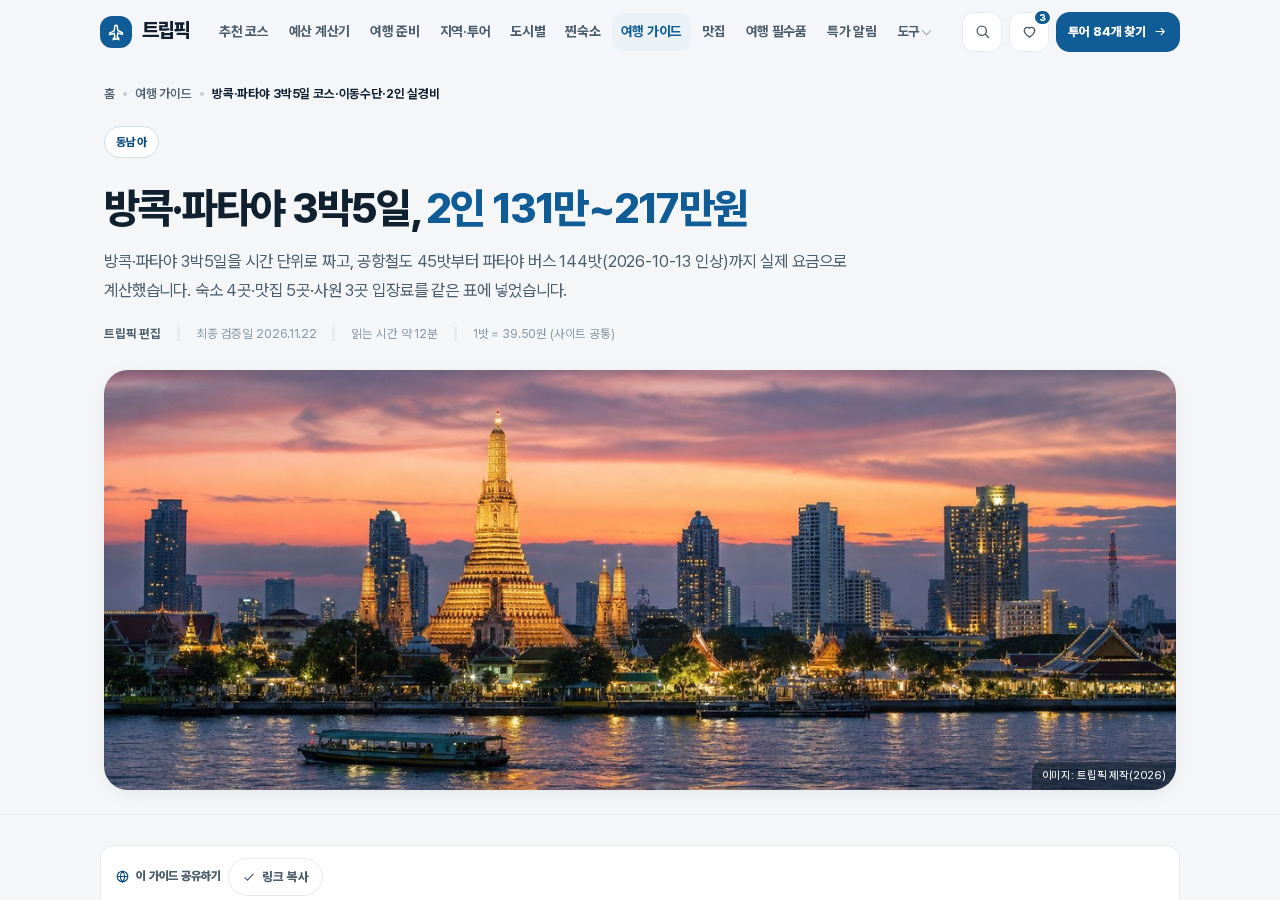 트립픽
추천 코스
예산 계산기
여행 준비
지역·투어
도시별
찐숙소
여행 가이드
맛집
여행 필수품
특가 알림
도구
3
투어 84개 찾기
홈 • 여행 가이드 • 방콕·파타야 3박5일 코스·이동수단·2인 실경비
동남아
방콕·파타야 3박5일, 2인 131만~217만원
방콕·파타야 3박5일을 시간 단위로 짜고, 공항철도 45밧부터 파타야 버스 144밧(2026-10-13 인상)까지 실제 요금으로
계산했습니다. 숙소 4곳·맛집 5곳·사원 3곳 입장료를 같은 표에 넣었습니다.
트립픽 편집
최종 검증일 2026.11.22
읽는 시간 약 12분
1밧 = 39.50원 (사이트 공통)
이미지: 트립픽 제작(2026)
이 가이드 공유하기
링크 복사